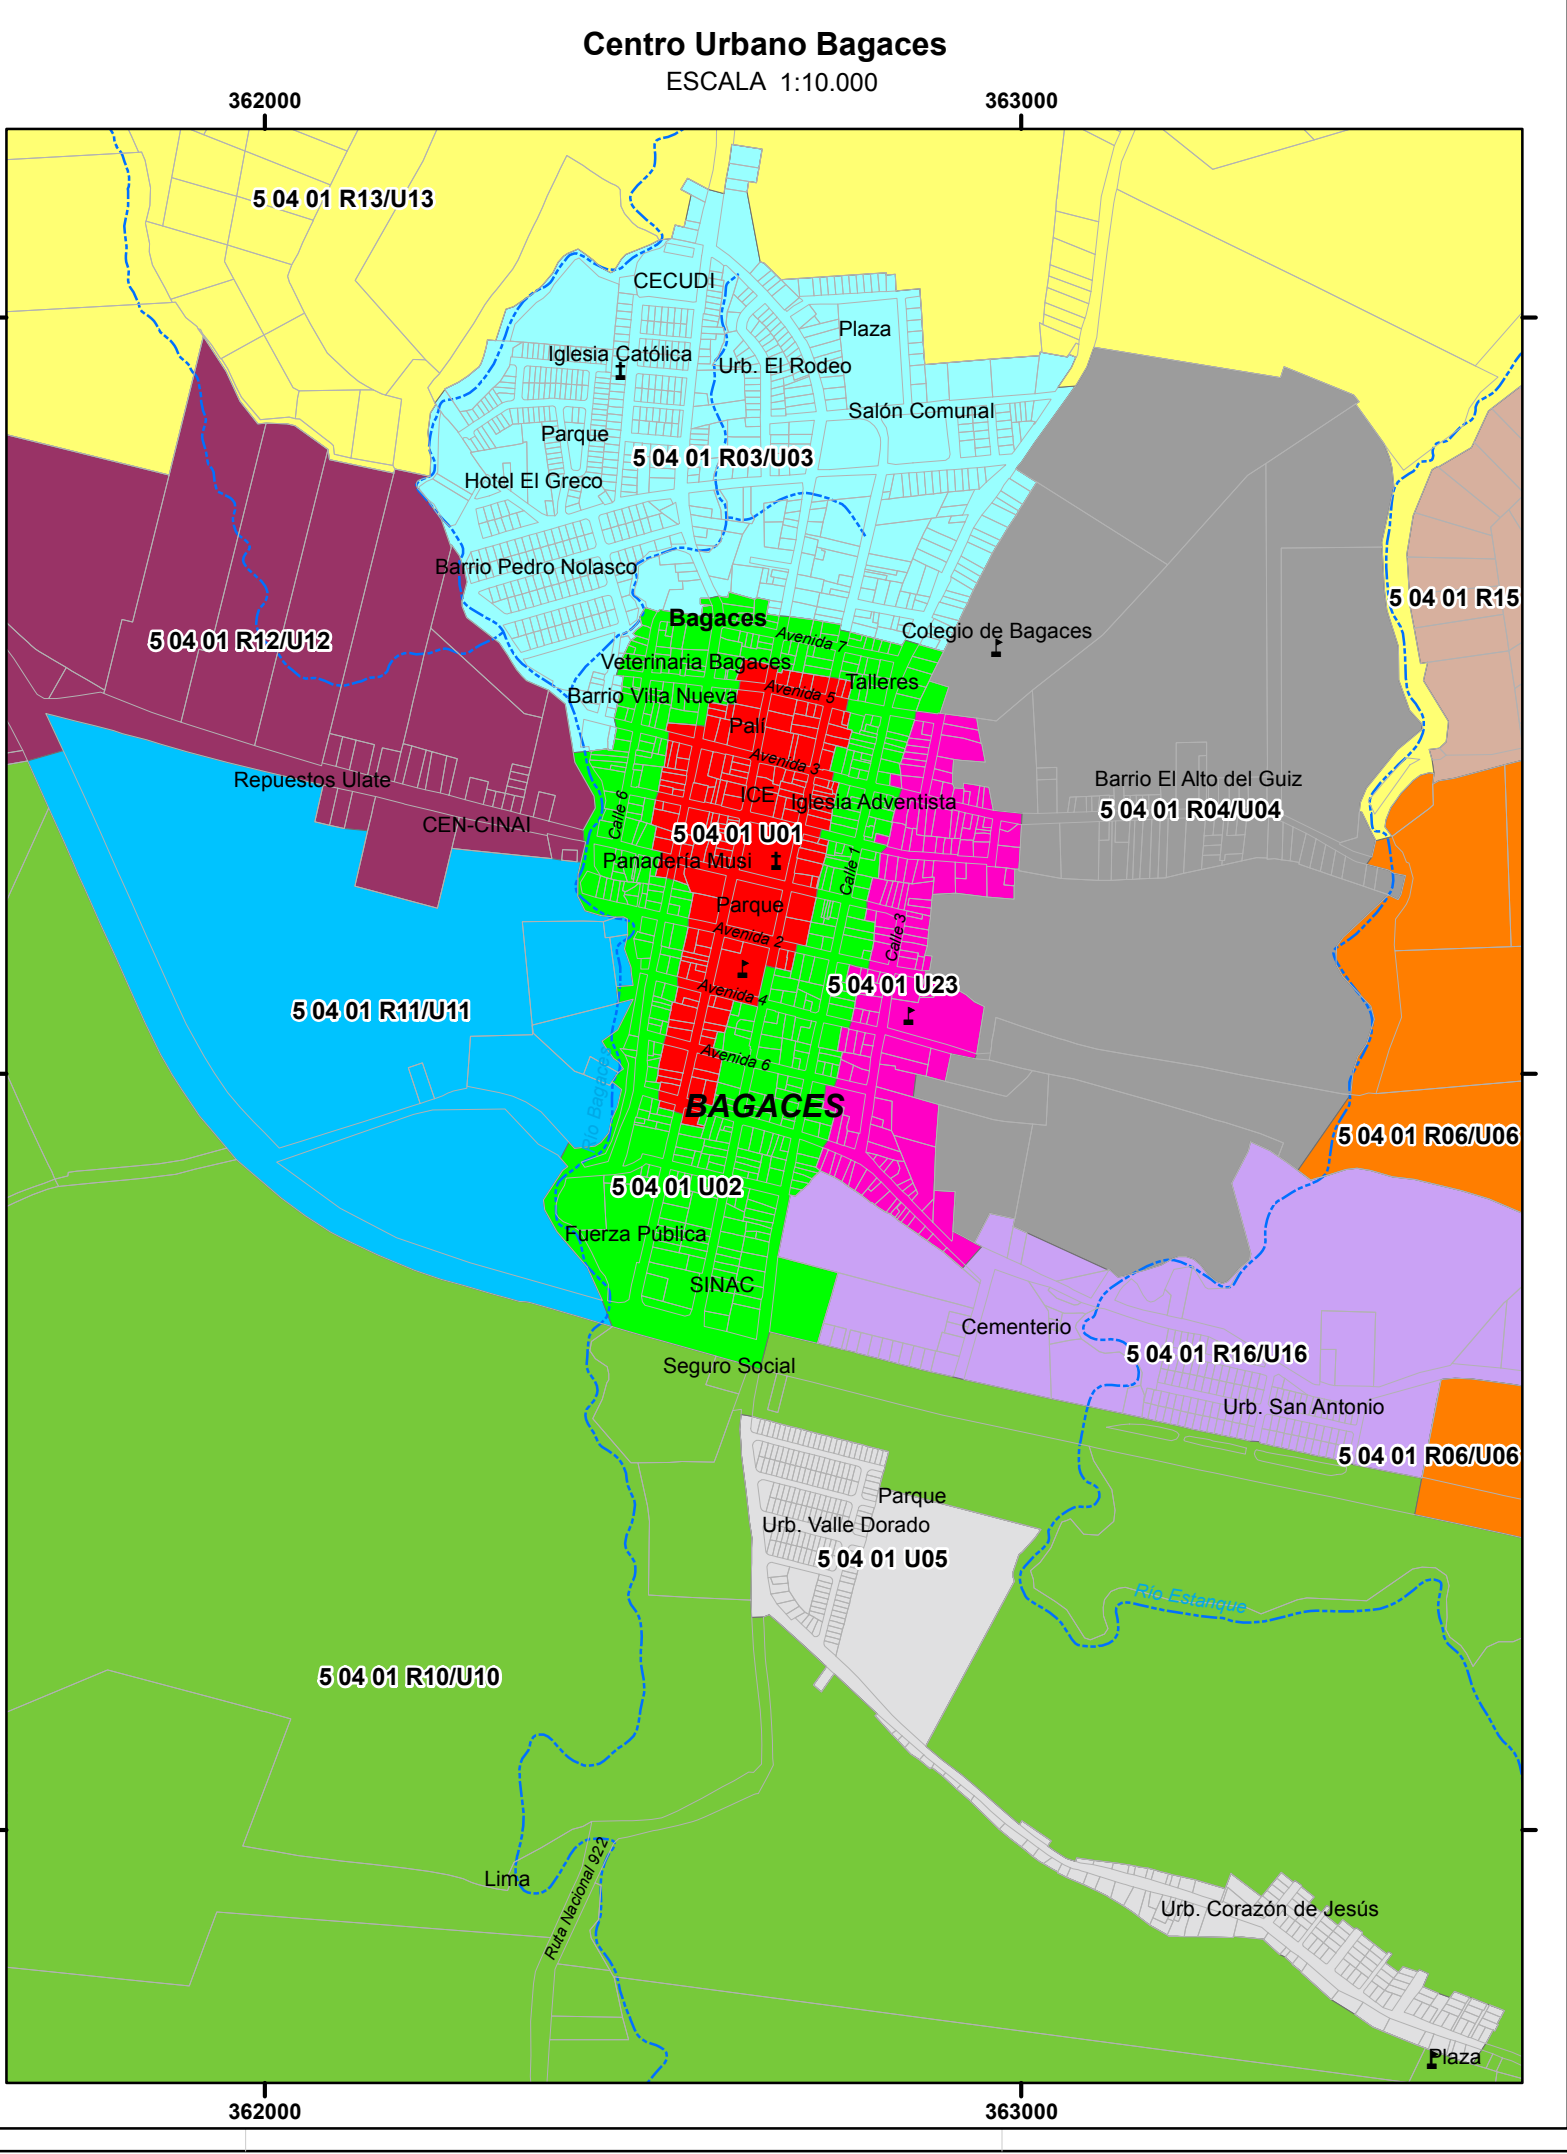 Centro Urbano Bagaces
ESCALA 1:10.000
362000
363000
5 04 01 R13/U13
CECUDI
Plaza
Iglesia Católica
Urb. El Rodeo
Salón Comunal
Parque
5 04 01 R03/U03
Hotel El Greco
Barrio Pedro Nolasco
5 04 01 R15
Bagaces
Avenida 7
Colegio de Bagaces
5 04 01 R12/U12
Veterinaria Bagaces
Talleres
Avenida 5
Barrio Villa Nueva
Palí
Avenida 3
Repuestos Ulate
Barrio El Alto del Guiz
ICE
Iglesia Adventista
5 04 01 R04/U04
Calle 6
CEN-CINAI
5 04 01 U01
Panadería Musi
Calle 1
Parque
Avenida 2
Calle 3
5 04 01 U23
Avenida 4
5 04 01 R11/U11
Avenida 6
Río Bagaces
BAGACES
5 04 01 R06/U06
5 04 01 U02
Fuerza Pública
SINAC
Cementerio
5 04 01 R16/U16
Seguro Social
Urb. San Antonio
5 04 01 R06/U06
Parque
Urb. Valle Dorado
5 04 01 U05
Río Estanque
5 04 01 R10/U10
Lima
Ruta Nacional 922
Urb. Corazón de Jesús
Plaza
362000
363000